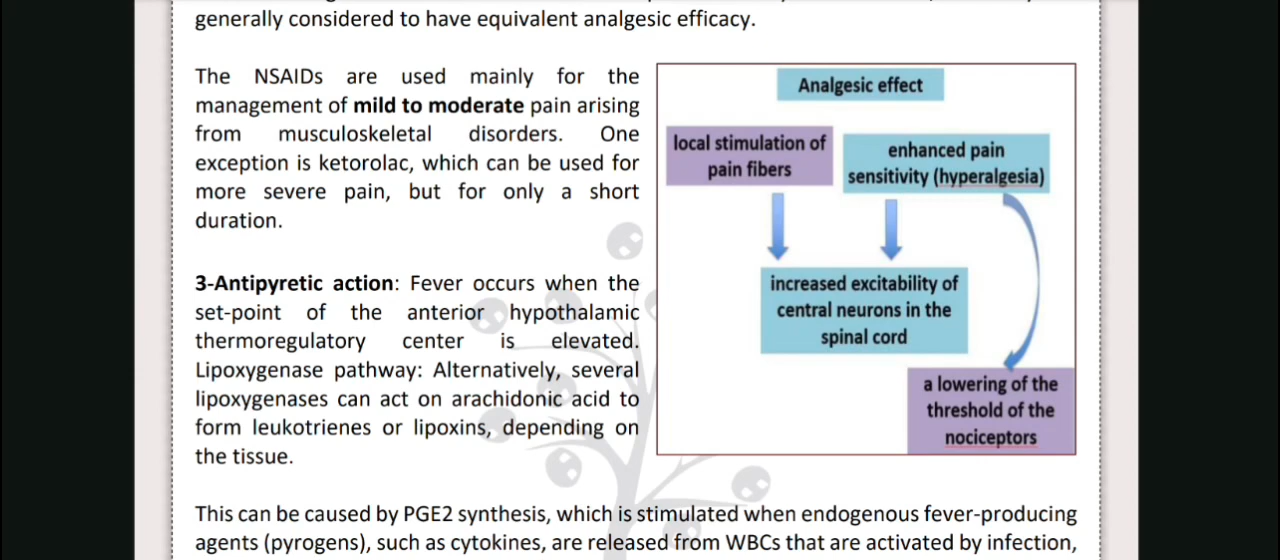 generally considered to have equivalent analgesic efficacy.
The NSAIDs are used mainly for the
management of mild to moderate pain arising
from musculoskeletal disorders. One
exception is ketorolac, which can be used for
more severe pain, but for only a short
duration.
3-Antipyretic action: Fever occurs when the
set-point of the anterior hypothalamic
thermoregulatory center is elevated.
Lipoxygenase pathway: Alternatively, several
lipoxygenases can act on arachidonic acid to
form leukotrienes or lipoxins, depending on
the tissue.
Analgesic effect
local stimulation of
pain fibers
enhanced pain
sensitivity (hyperalgesia)
increased excitability of
central neurons in the
spinal cord
a lowering of the
threshold of the
nociceptors
This can be caused by PGE2 synthesis, which is stimulated when endogenous fever-producing
agents (pyrogens), such as cytokines, are released from WBCs that are activated by infection,